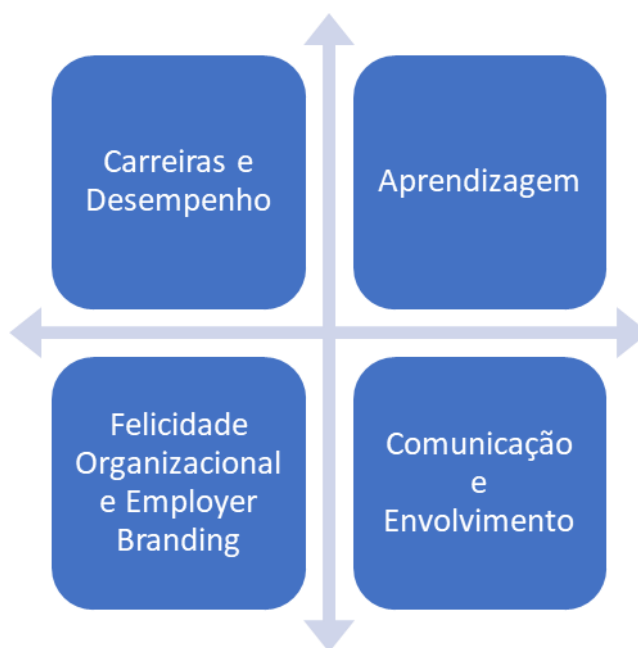 Carreiras e
Desempenho
Aprendizagem
Felicidade
Organizacional
e Employer
Branding
Comunicação
e
Envolvimento